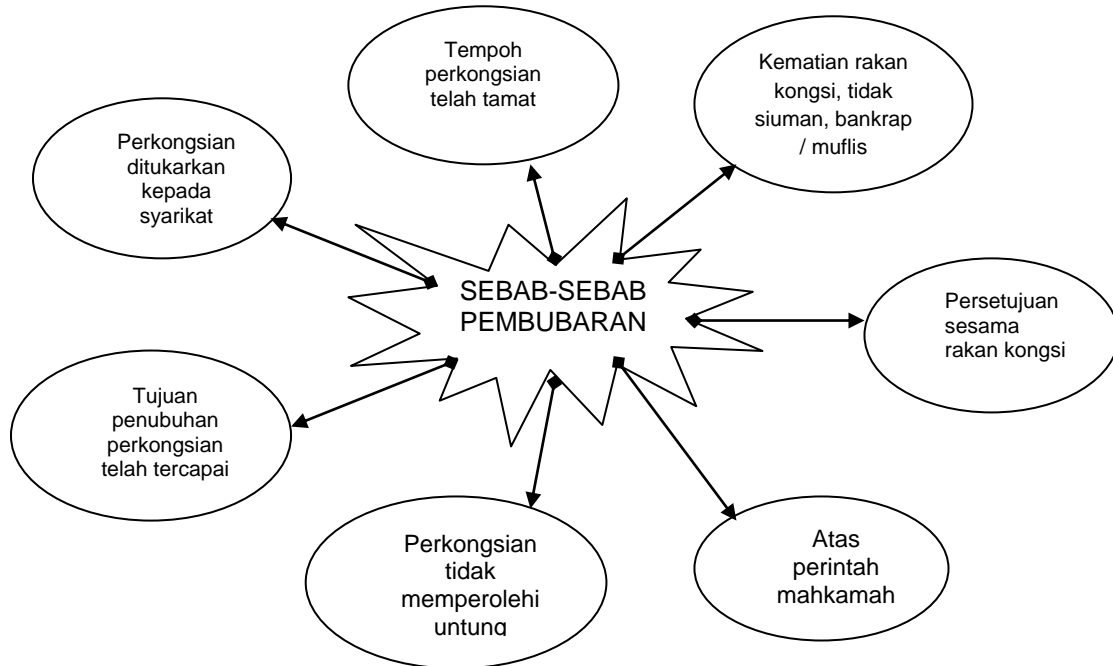 Tempoh
perkongsian
telah tamat
Kematian rakan
kongsi, tidak
siuman, bankrap
/ muflis
Perkongsian
ditukarkan
kepada
syarikat
SEBAB-SEBAB
PEMBUBARAN
Persetujuan
sesama
rakan kongsi
Tujuan
penubuhan
perkongsian
telah tercapai
Perkongsian
tidak
memperolehi
untung
Atas
perintah
mahkamah